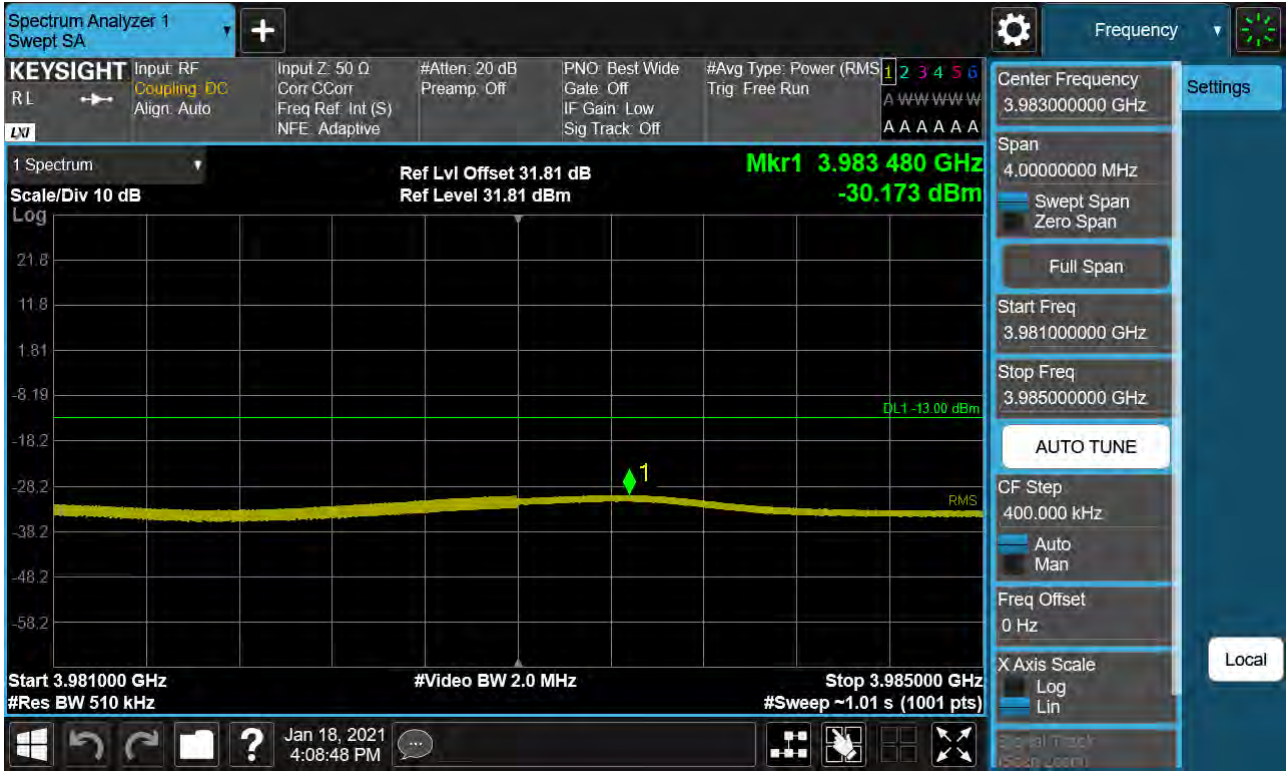 Spectrum Analyzer 1
Swept SA
+
Frequency
KEYSIGHT
RL
LXI
Input: RF
Coupling: DC
Align: Auto
Input Z: 50 Ω
Corr CCorr
Freq Ref: Int (S)
NFE: Adaptive
#Atten: 20 dB
Preamp: Off
PNO: Best Wide
Gate: Off
IF Gain: Low
Sig Track: Off
#Avg Type: Power (RMS
Trig: Free Run
1 2 3 4 5 6
A W W W W W
A A A A A A
1 Spectrum
Scale/Div 10 dB
Log
Ref Lvl Offset 31.81 dB
Ref Level 31.81 dBm
Mkr1 3.983 480 GHz
-30.173 dBm
21.8
11.8
1.81
-8.19
DL1 -13.00 dBm
-18.2
1
-28.2
RMS
-38.2
-48.2
-58.2
Start 3.981000 GHz
#Res BW 510 kHz
#Video BW 2.0 MHz
Stop 3.985000 GHz
#Sweep ~1.01 s (1001 pts)
Center Frequency
3.983000000 GHz
Settings
Span
4.00000000 MHz
Swept Span
Zero Span
Full Span
Start Freq
3.981000000 GHz
Stop Freq
3.985000000 GHz
AUTO TUNE
CF Step
400.000 kHz
Auto
Man
Freq Offset
0 Hz
X Axis Scale
Log
Lin
Signal Track
(Span Zoom)
Local
?
Jan 18, 2021
4:08:48 PM